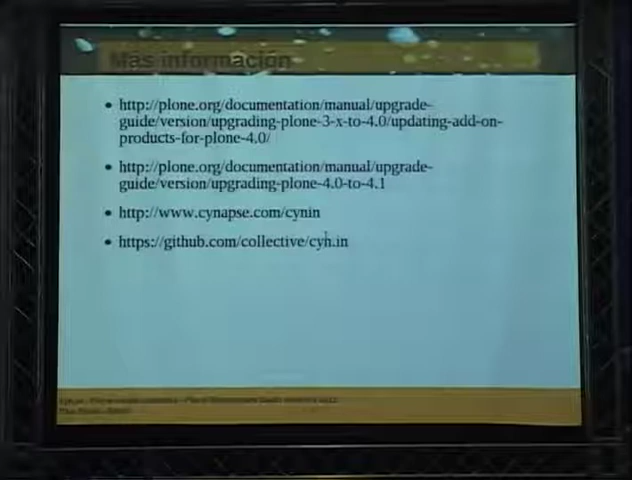 Más información
• http://plone.org/documentation/manual/upgrade-
guide/version/upgrading-plone-3-x-to-4.0/updating-add-on-
products-for-plone-4.0/
• http://plone.org/documentation/manual/upgrade-
guide/version/upgrading-plone-4.0-to-4.1
• http://www.cynapse.com/cynin
• https://github.com/collective/cyn.in